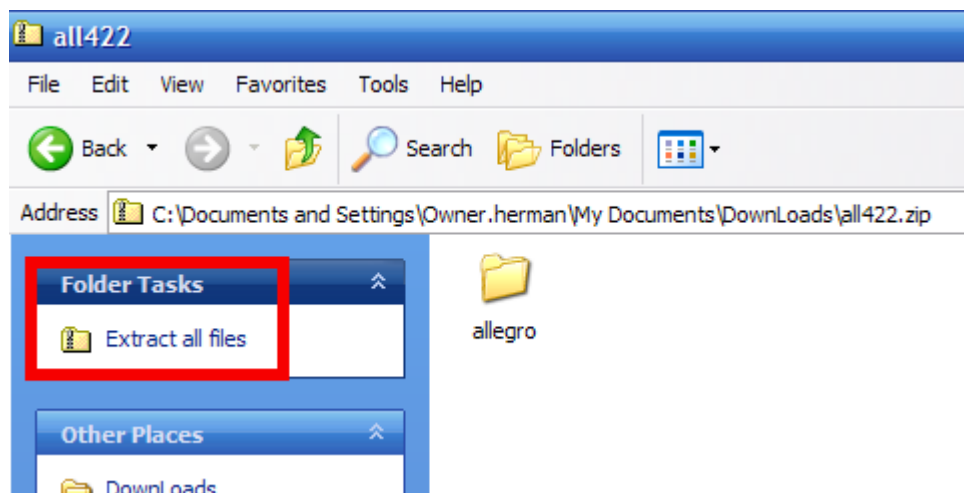 all422
File Edit View Favorites Tools Help
Back Search Folders
Address C:\Documents and Settings\Owner.herman\My Documents\DownLoads\all422.zip
Folder Tasks
Extract all files
allegro
Other Places
DownLoads